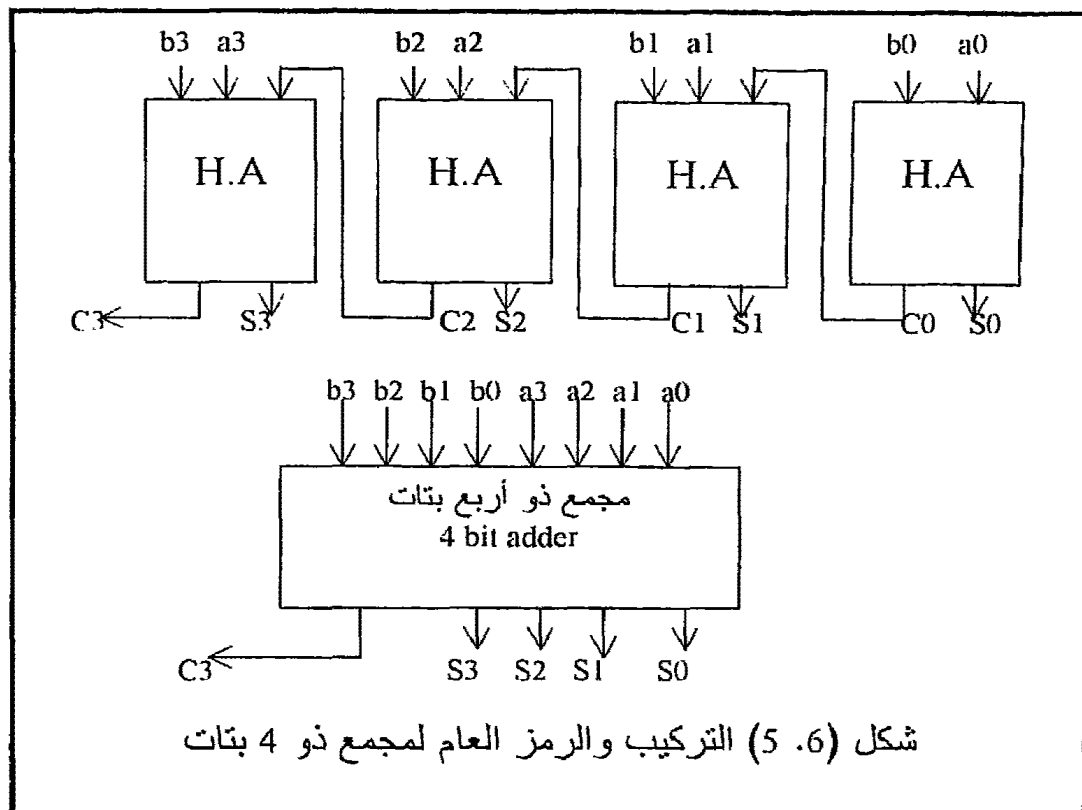 b3 a3 b2 a2 b1 a1 b0 a0
H.A H.A H.A H.A
C3 S3 C2 S2 C1 S1 C0 S0
b3 b2 b1 b0 a3 a2 a1 a0
مجمع ذو أربع بتات
4 bit adder
C3 S3 S2 S1 S0
شكل (6. 5) التركيب والرمز العام لمجمع ذو 4 بتات